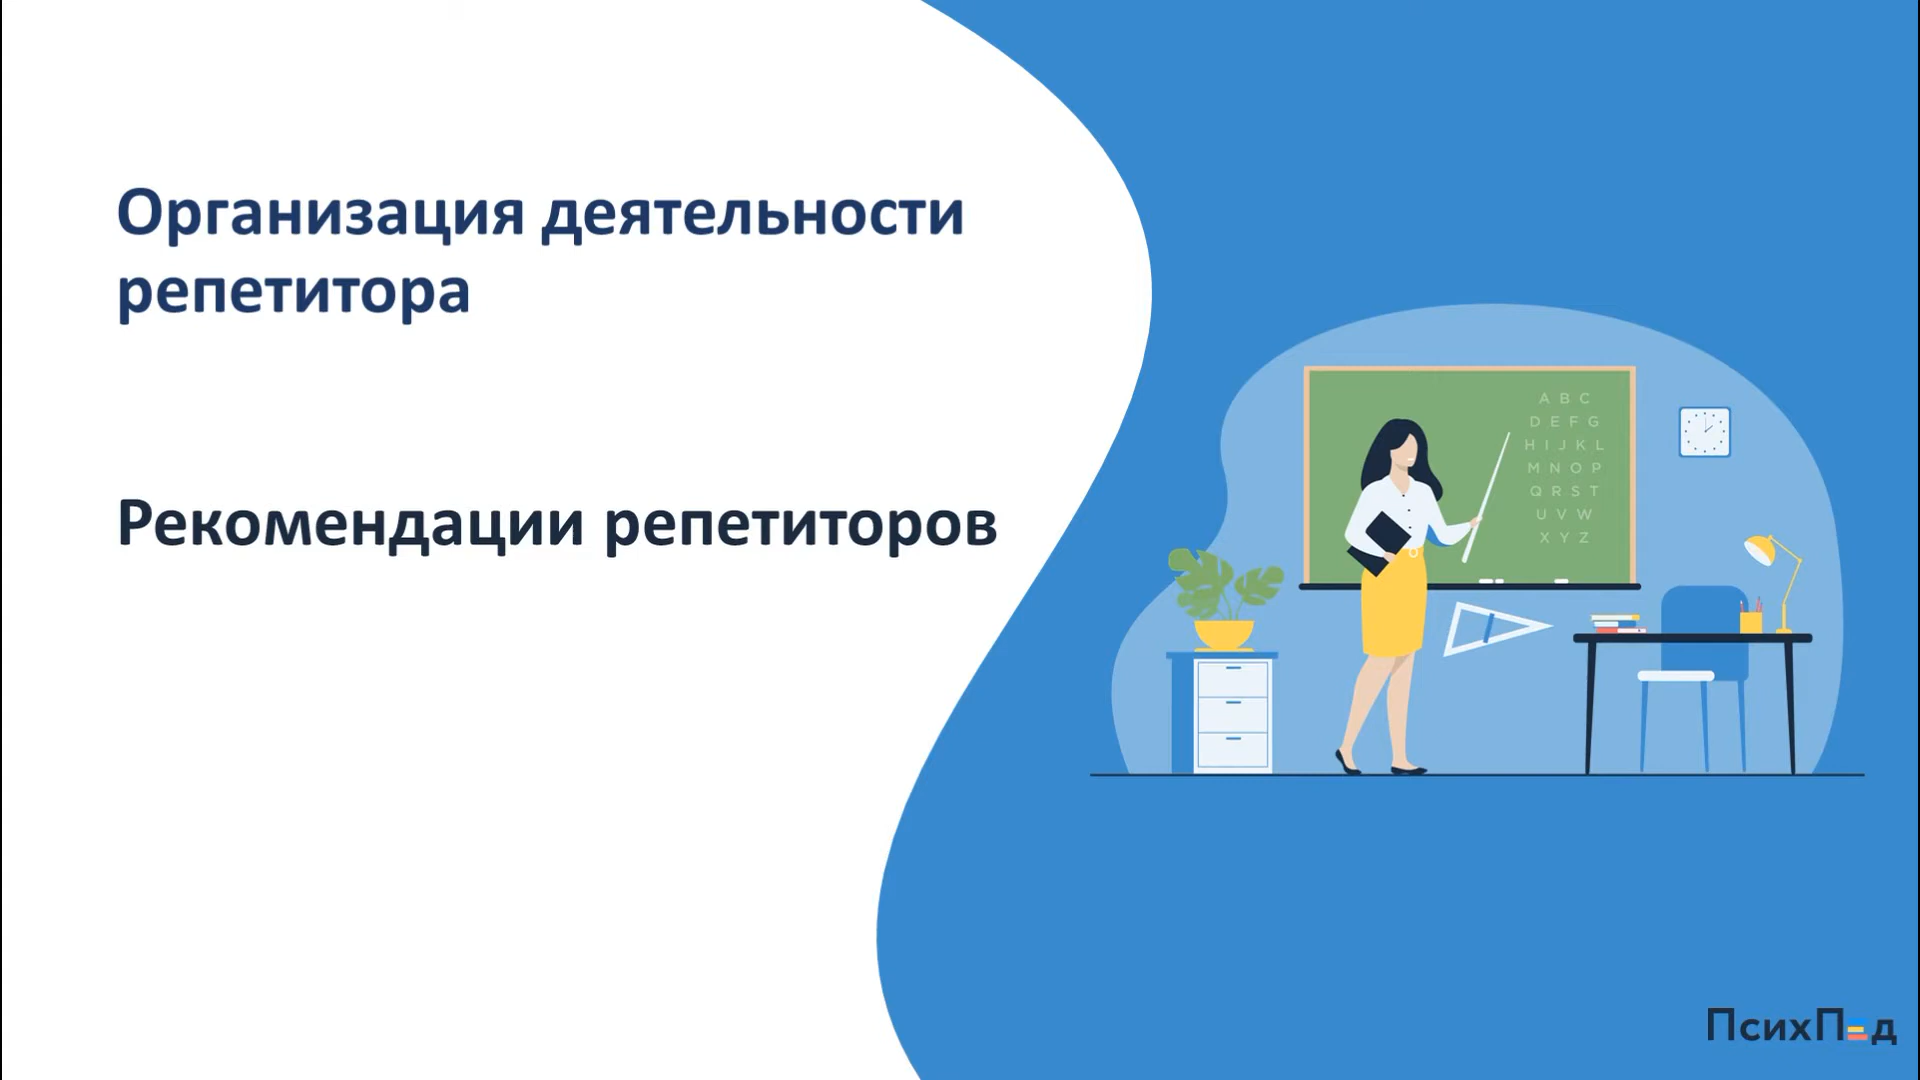 Организация деятельности
репетитора
Рекомендации репетиторов
A B C
D E F G
H I J K L
M N O P
Q R S T
U V W
X Y Z
ПсихПед